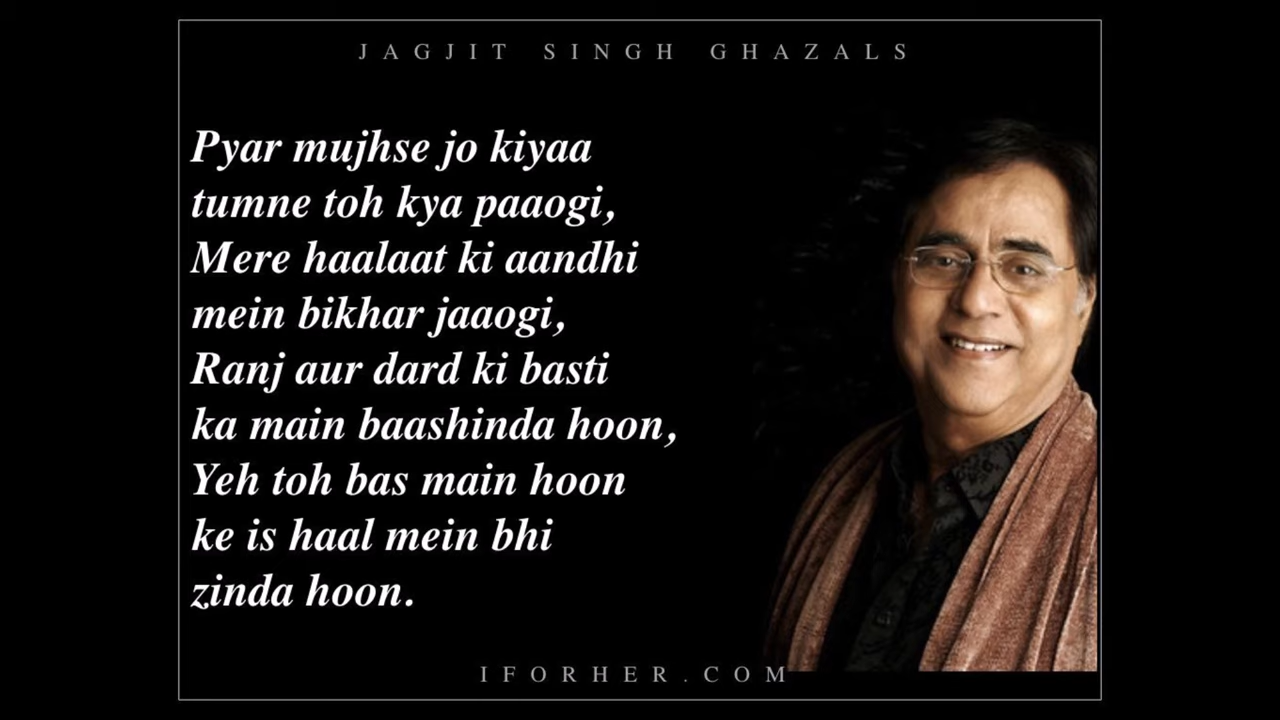 JAGJIT SINGH GHAZALS
Pyar mujhse jo kiyaa
tumne toh kya paaogi,
Mere haalaat ki aandhi
mein bikhar jaaogi,
Ranj aur dard ki basti
ka main baashinda hoon,
Yeh toh bas main hoon
ke is haal mein bhi
zinda hoon.
IFORHER.COM